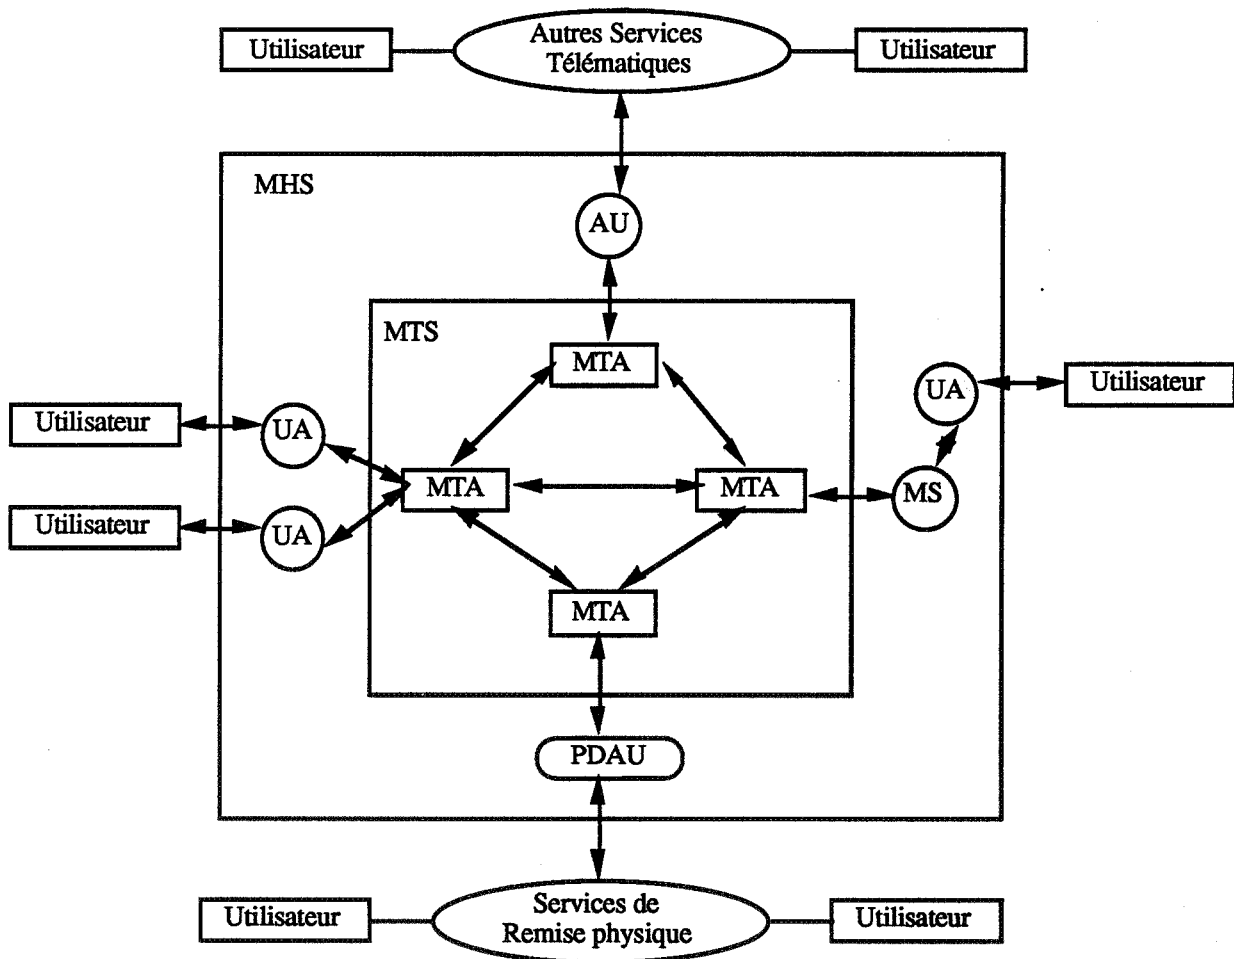 Utilisateur
Autres Services
Télématiques
Utilisateur
MHS
AU
MTS
MTA
UA
Utilisateur
Utilisateur
UA
MTA
MTA
MS
Utilisateur
UA
MTA
PDAU
Utilisateur
Services de
Remise physique
Utilisateur